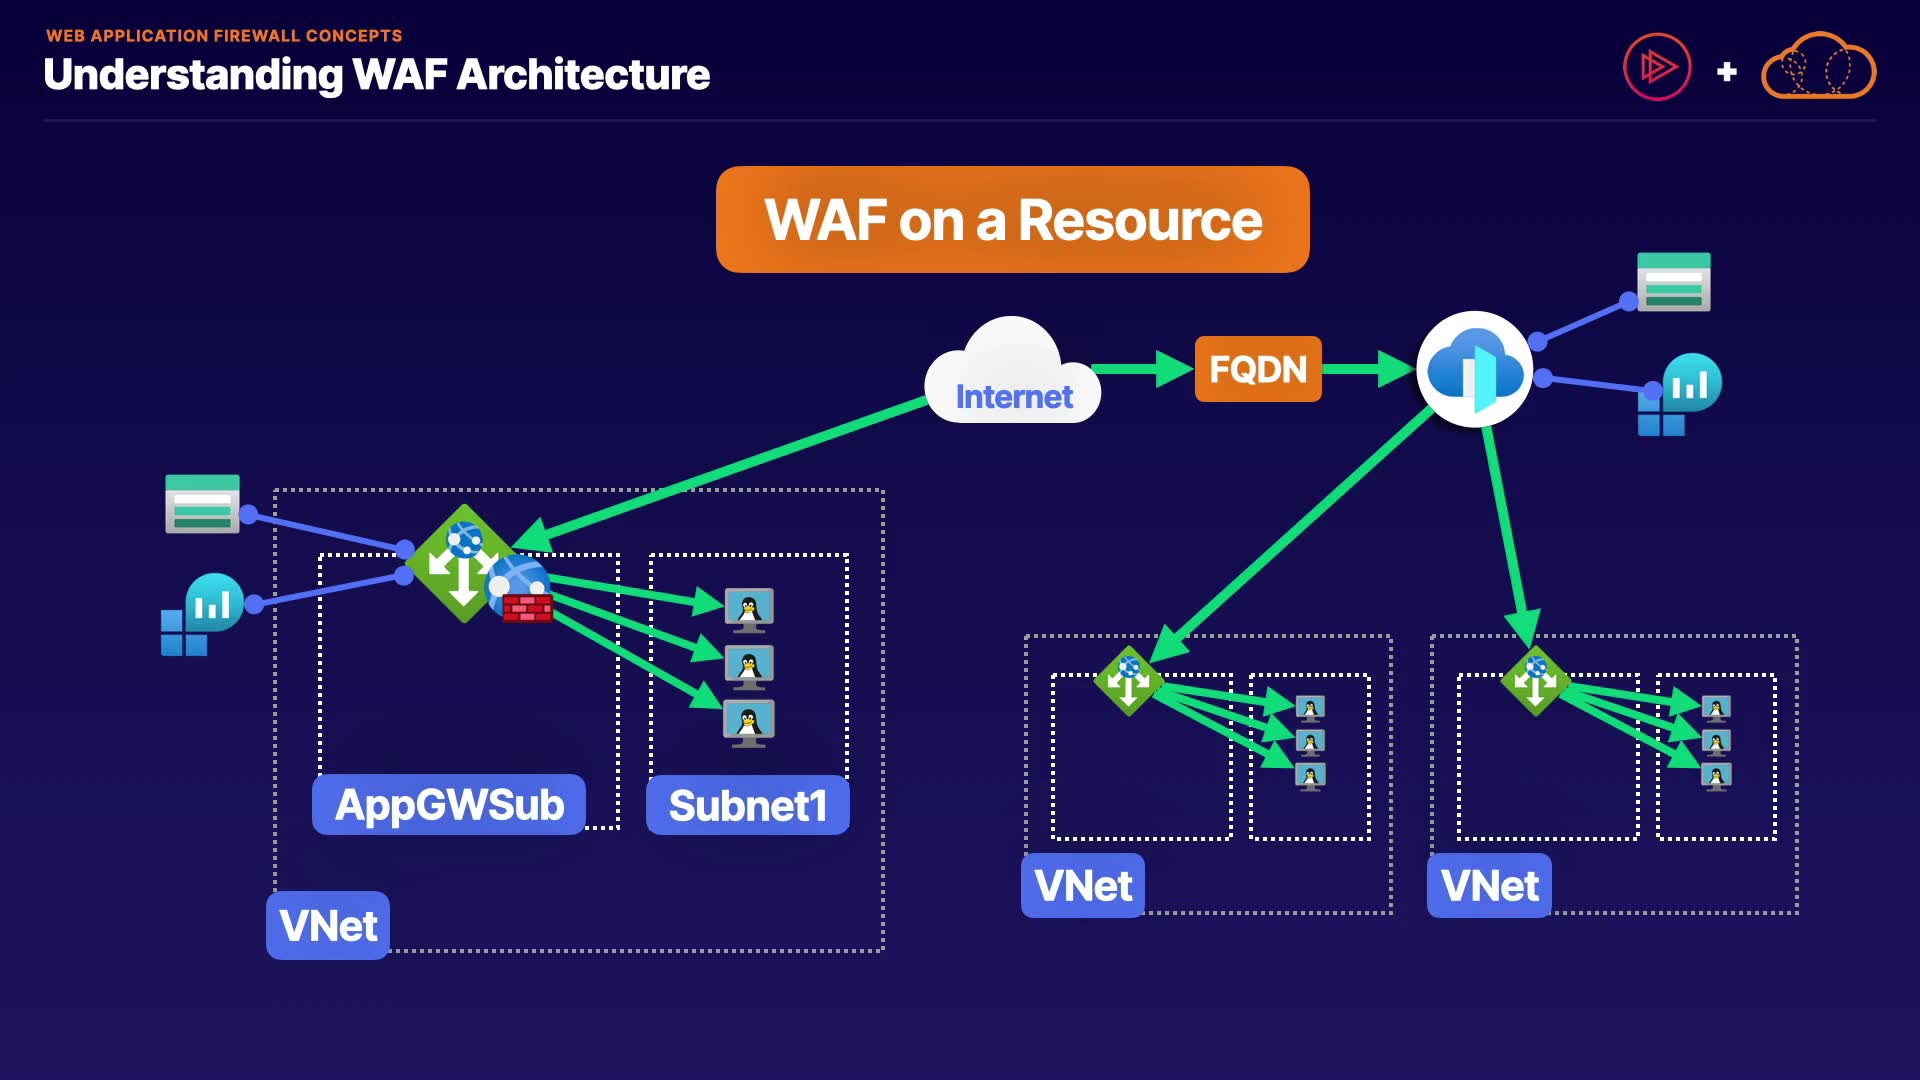 WEB APPLICATION FIREWALL CONCEPTS
Understanding WAF Architecture
WAF on a Resource
Internet
FQDN
AppGWSub
Subnet1
VNet
VNet
VNet